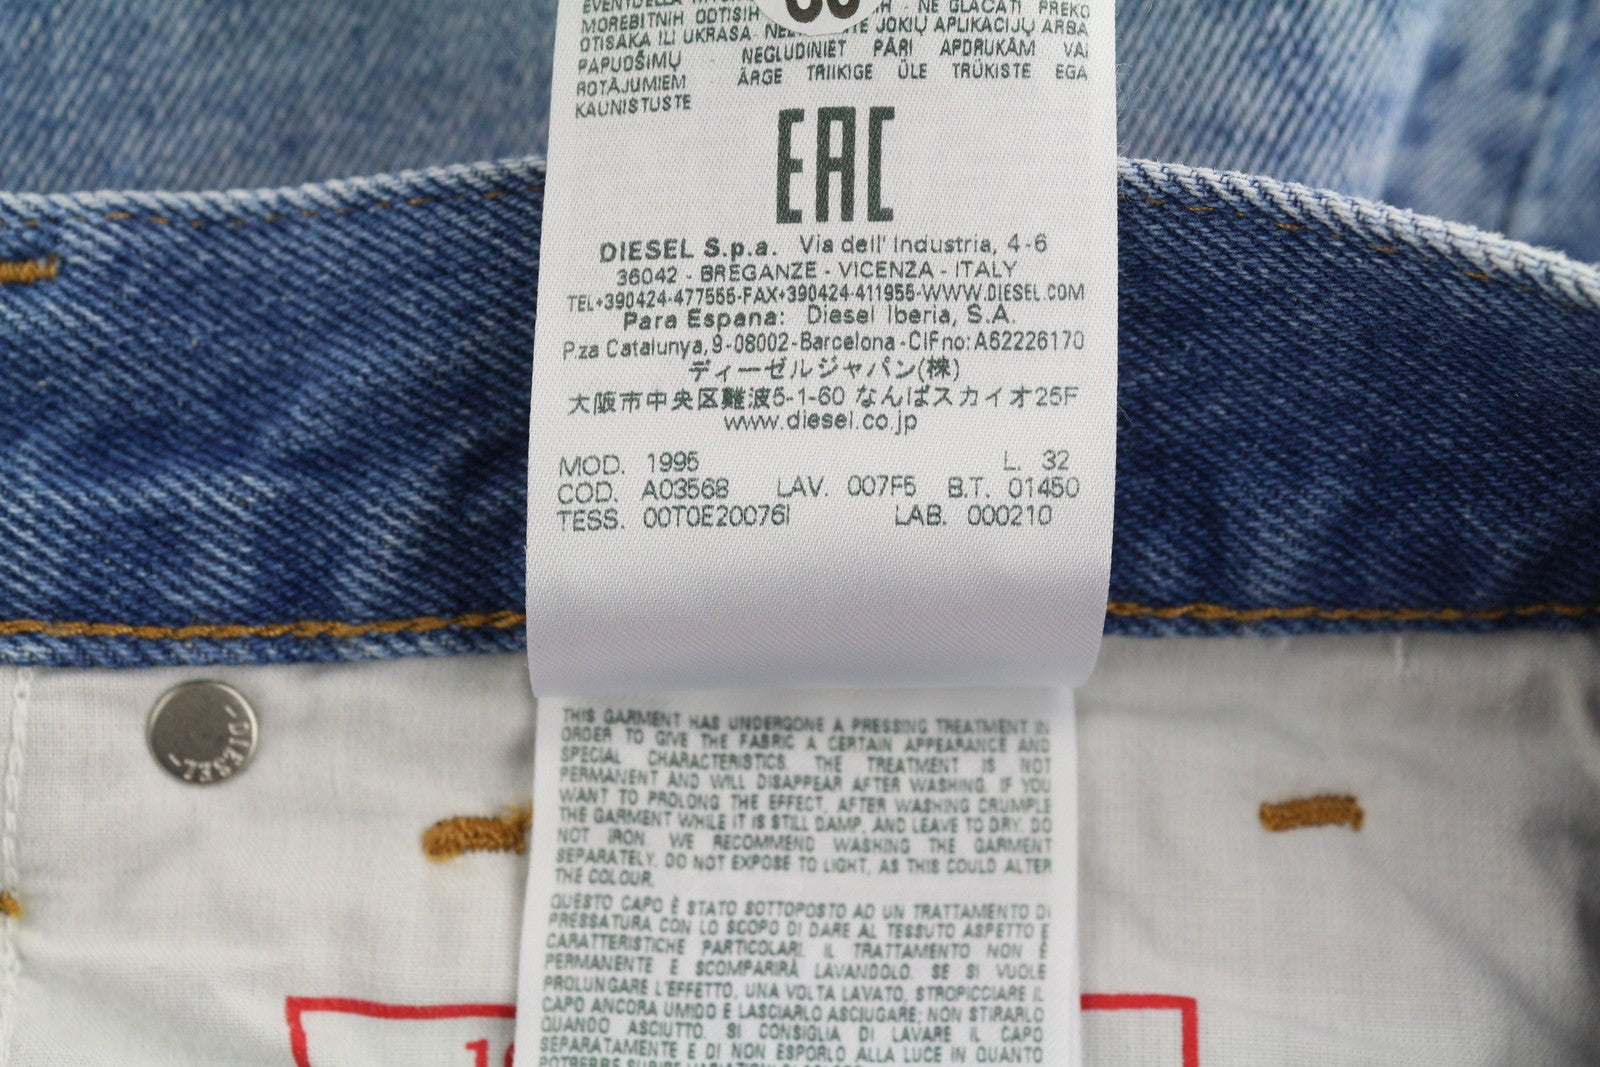 MOREBITNIH ODTISIH H - NE GLAČATI PREKO
OTISAKA ILI UKRASA- JOKIŲ APLIKACIJŲ ARBA
PAPUOŠIMŲ NEGLUDINIET PĀRI APDRUKĀM VAI
ROTĀJUMIEM ÄRGE TRIIKIGE ÜLE TRÜKISTE EGA
KAUNISTUSTE
EAC
DIESEL S.p.a. Via dell' Industria, 4-6
36042 - BREGANZE - VICENZA - ITALY
TEL+390424-477555-FAX+390424-411955-WWW.DIESEL.COM
Para Espana: Diesel Iberia, S.A.
P.za Catalunya, 9-08002-Barcelona-CIFno:A62226170
ディーゼルジャパン(株)
大阪市中央区難波5-1-60 なんばスカイオ25F
www.diesel.co.jp
MOD. 1995 L. 32
COD. A03568 LAV. 007F5 B.T. 01450
TESS. 00T0E20076I LAB. 000210
-DIESEL-
THIS GARMENT HAS UNDERGONE A PRESSING TREATMENT IN
ORDER TO GIVE THE FABRIC A CERTAIN APPEARANCE AND
SPECIAL CHARACTERISTICS. THE TREATMENT IS NOT
PERMANENT AND WILL DISAPPEAR AFTER WASHING. IF YOU
WANT TO PROLONG THE EFFECT, AFTER WASHING CRUMPLE
THE GARMENT WHILE IT IS STILL DAMP, AND LEAVE TO DRY. DO
NOT IRON. WE RECOMMEND WASHING THE GARMENT
SEPARATELY. DO NOT EXPOSE TO LIGHT, AS THIS COULD ALTER
THE COLOUR.
QUESTO CAPO È STATO SOTTOPOSTO AD UN TRATTAMENTO DI
PRESSATURA CON LO SCOPO DI DARE AL TESSUTO ASPETTO E
CARATTERISTICHE PARTICOLARI. IL TRATTAMENTO NON È
PERMANENTE E SCOMPARIRÀ LAVANDOLO. SE SI VUOLE
PROLUNGARE L'EFFETTO, UNA VOLTA LAVATO, STROPICCIARE IL
CAPO ANCORA UMIDO E LASCIARLO ASCIUGARE; NON STIRARLO
QUANDO ASCIUTTO. SI CONSIGLIA DI LAVARE IL CAPO
SEPARATAMENTE E DI NON ESPORLO ALLA LUCE IN QUANTO